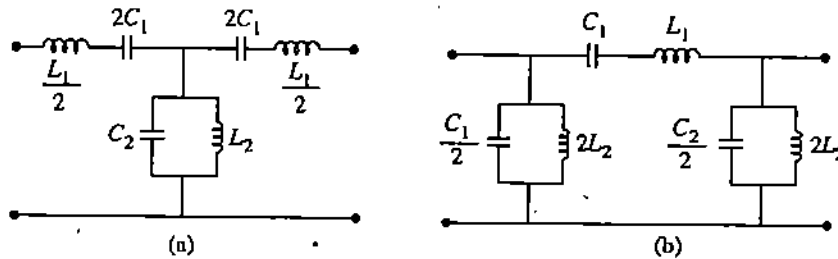 2C₁ 2C₁
L₁/2 L₁/2
C₂ L₂
(a)
C₁ L₁
C₁/2 2L₂ C₂/2 2L₂
(b)